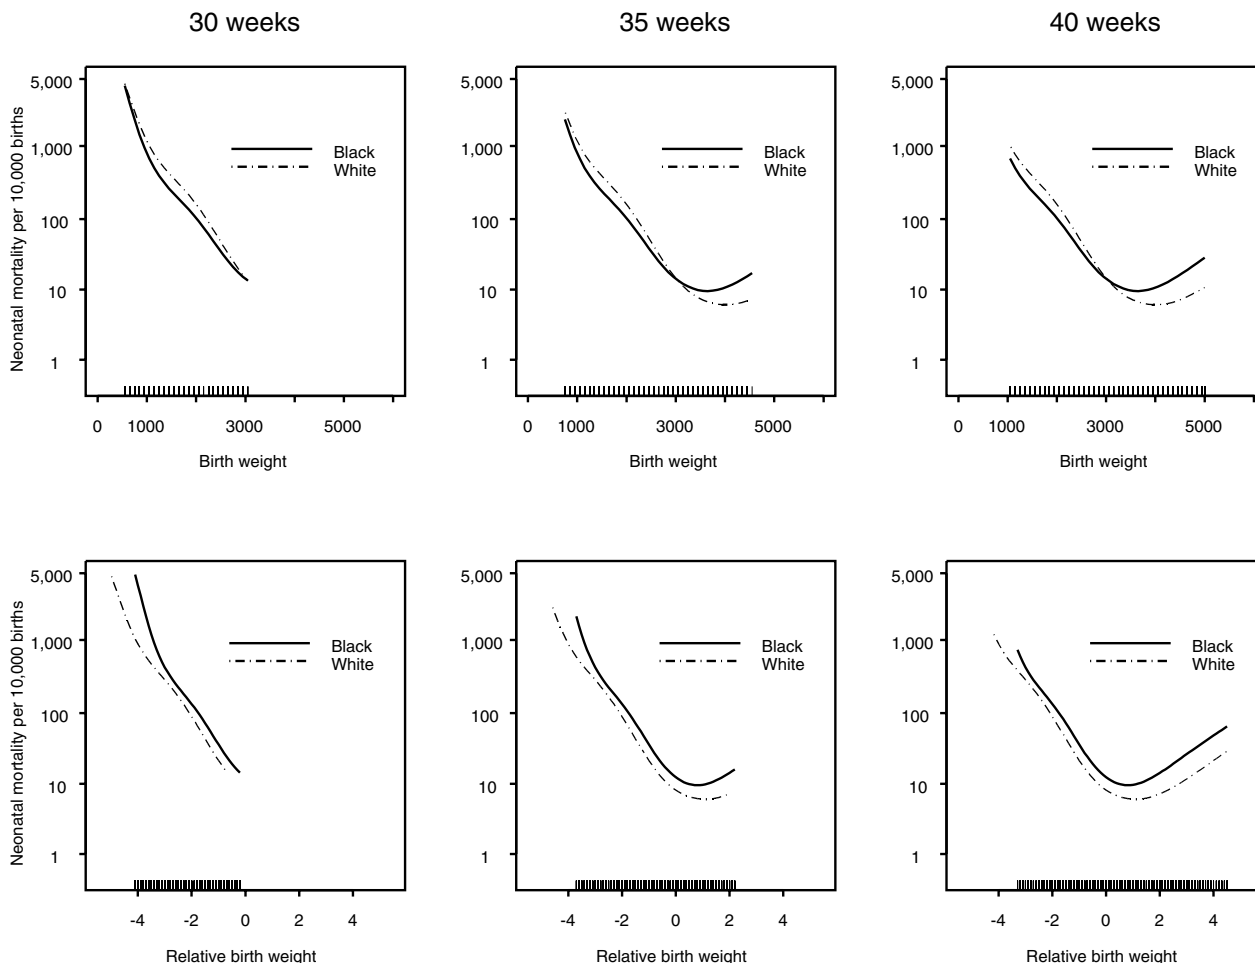 30 weeks
35 weeks
40 weeks
Neonatal mortality per 10,000 births
5,000
1,000
100
10
1
Black
White
0 1000 3000 5000
Birth weight
5,000
1,000
100
10
1
Black
White
0 1000 3000 5000
Birth weight
5,000
1,000
100
10
1
Black
White
0 1000 3000 5000
Birth weight
Neonatal mortality per 10,000 births
5,000
1,000
100
10
1
Black
White
-4 -2 0 2 4
Relative birth weight
5,000
1,000
100
10
1
Black
White
-4 -2 0 2 4
Relative birth weight
5,000
1,000
100
10
1
Black
White
-4 -2 0 2 4
Relative birth weight